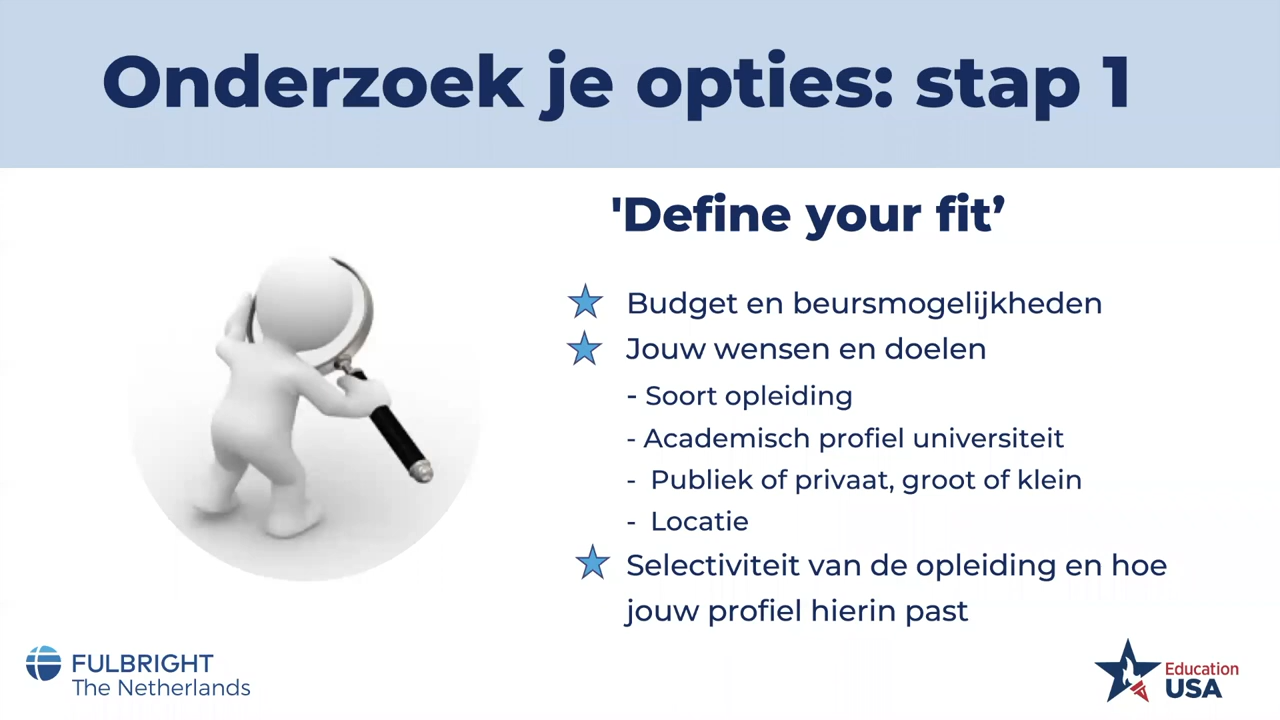 Onderzoek je opties: stap 1
'Define your fit’
Budget en beursmogelijkheden
Jouw wensen en doelen
- Soort opleiding
- Academisch profiel universiteit
- Publiek of privaat, groot of klein
- Locatie
Selectiviteit van de opleiding en hoe
jouw profiel hierin past
FULBRIGHT
The Netherlands
Education
USA